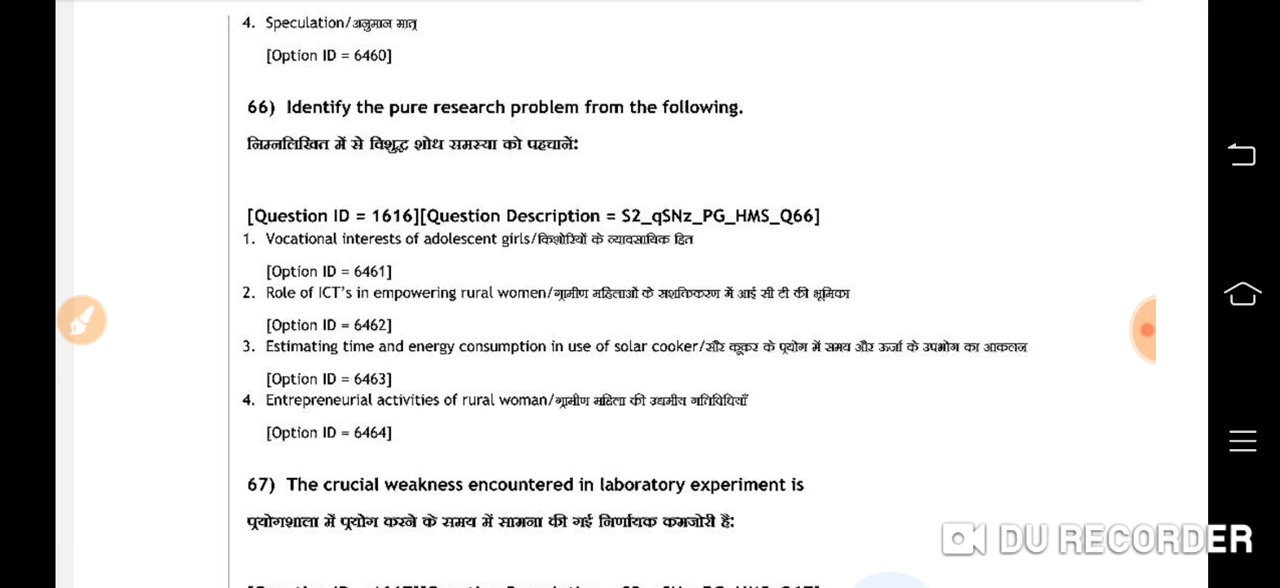 4. Speculation/अनुमान मात्र
[Option ID = 6460]
66) Identify the pure research problem from the following.
निम्नलिखित में से विशुद्ध शोध समस्या को पहचानें:
[Question ID = 1616][Question Description = S2_qSNz_PG_HMS_Q66]
1. Vocational interests of adolescent girls/किशोरियों के व्यावसायिक हित
[Option ID = 6461]
2. Role of ICT's in empowering rural women/ग्रामीण महिलाओं के सशक्तिकरण में आई सी टी की भूमिका
[Option ID = 6462]
3. Estimating time and energy consumption in use of solar cooker/सौर कूकर के प्रयोग में समय और ऊर्जा के उपभोग का आकलन
[Option ID = 6463]
4. Entrepreneurial activities of rural woman/ग्रामीण महिला की उद्यमीय गतिविधियाँ
[Option ID = 6464]
67) The crucial weakness encountered in laboratory experiment is
प्रयोगशाला में प्रयोग करने के समय में सामना की गई निर्णायक कमजोरी है:
DU RECORDER